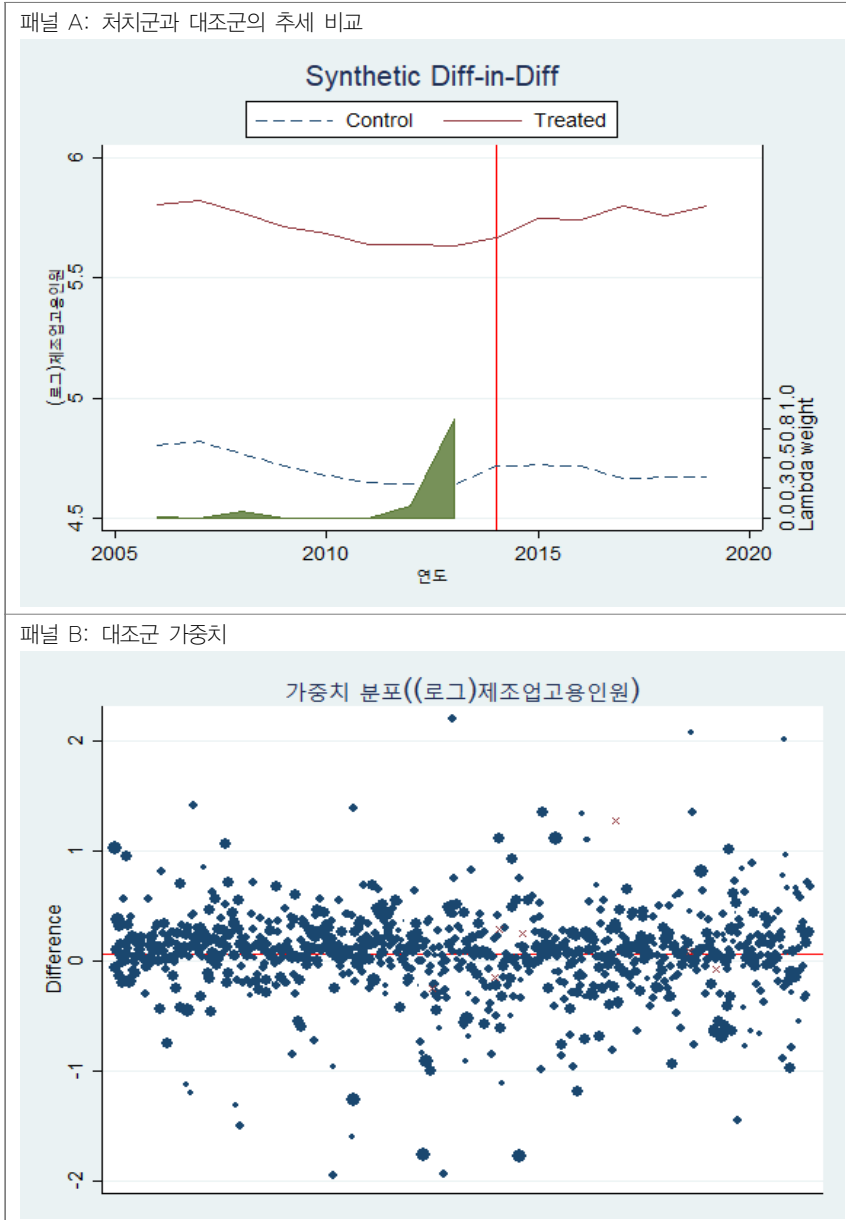 패널 A: 처치군과 대조군의 추세 비교
Synthetic Diff-in-Diff
Control Treated
(로그)제조업고용인원
6
5.5
5
4.5
0.00.30.50.81.0
Lambda weight
2005 2010 2015 2020
연도
패널 B: 대조군 가중치
가중치 분포((로그)제조업고용인원)
Difference
2
1
0
-1
-2